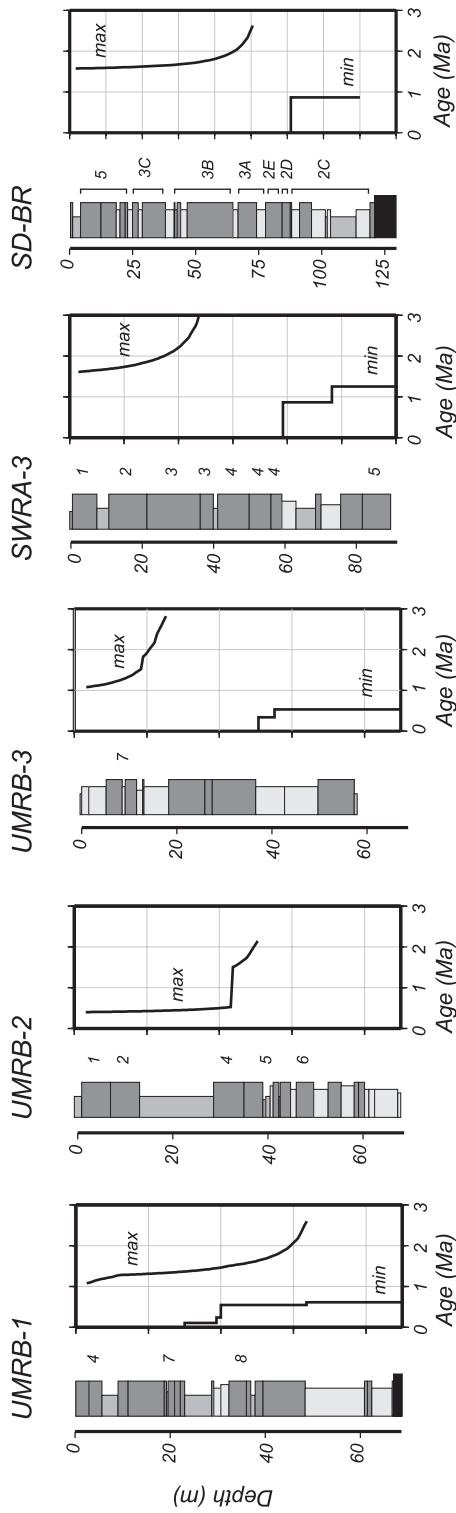 UMRB-1
Depth (m)
0
20
40
60
4
7
8
max
min
0 1 2 3
Age (Ma)
UMRB-2
0
20
40
60
1
2
4
5
6
max
0 1 2 3
Age (Ma)
UMRB-3
0
20
40
60
7
max
min
0 1 2 3
Age (Ma)
SWRA-3
0
20
40
60
80
1
2
3
3
4
4
4
5
max
min
0 1 2 3
Age (Ma)
SD-BR
0
25
50
75
100
125
5
3C
3B
3A
2E
2D
2C
max
min
0 1 2 3
Age (Ma)